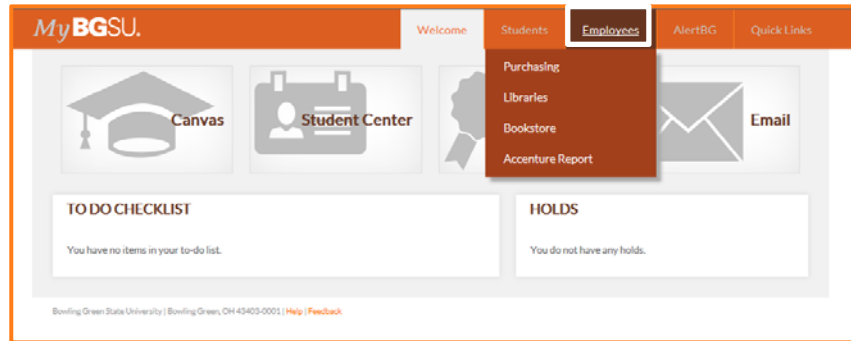 MyBGSU.
Welcome
Students
Employees
AlertBG
Quick Links
Purchasing
Libraries
Bookstore
Accenture Report
Canvas
Student Center
Email
TO DO CHECKLIST
You have no items in your to-do list.
HOLDS
You do not have any holds.
Bowling Green State University | Bowling Green, OH 43403-0001 | Help | Feedback